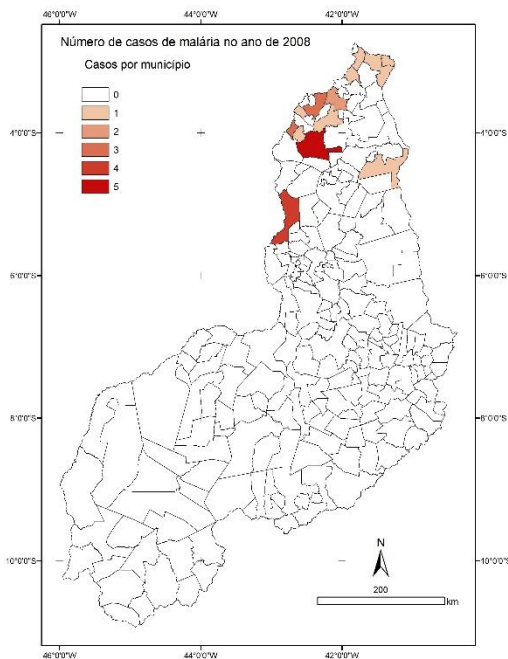 46°0'0"W 44°0'0"W 42°0'0"W
Número de casos de malária no ano de 2008
Casos por município
0
1
2
3
4
5
4°0'0"S 4°0'0"S
6°0'0"S 6°0'0"S
8°0'0"S 8°0'0"S
10°0'0"S 10°0'0"S
N
200
km
46°0'0"W 44°0'0"W 42°0'0"W